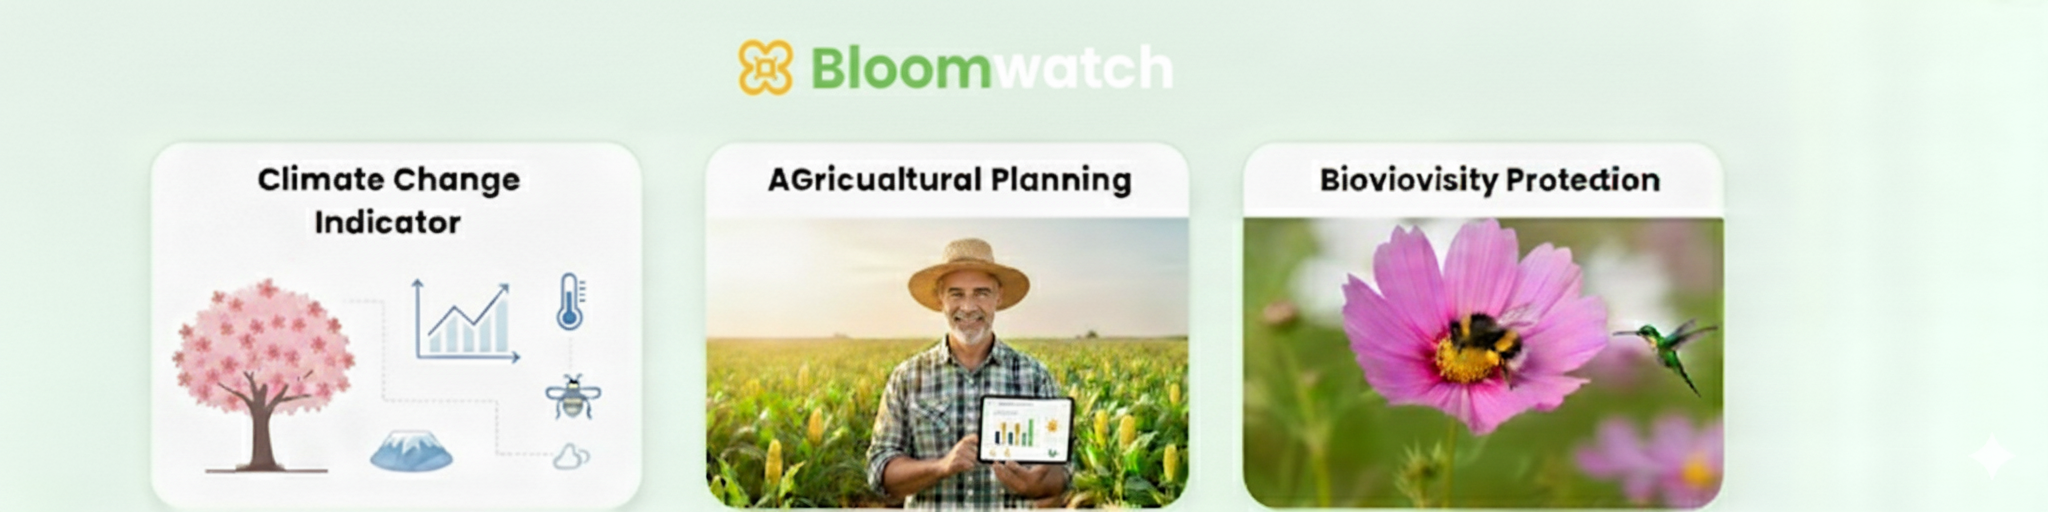 Bloomwatch
Climate Change
Indicator
AGricualtural Planning
Bioviovisity Protection